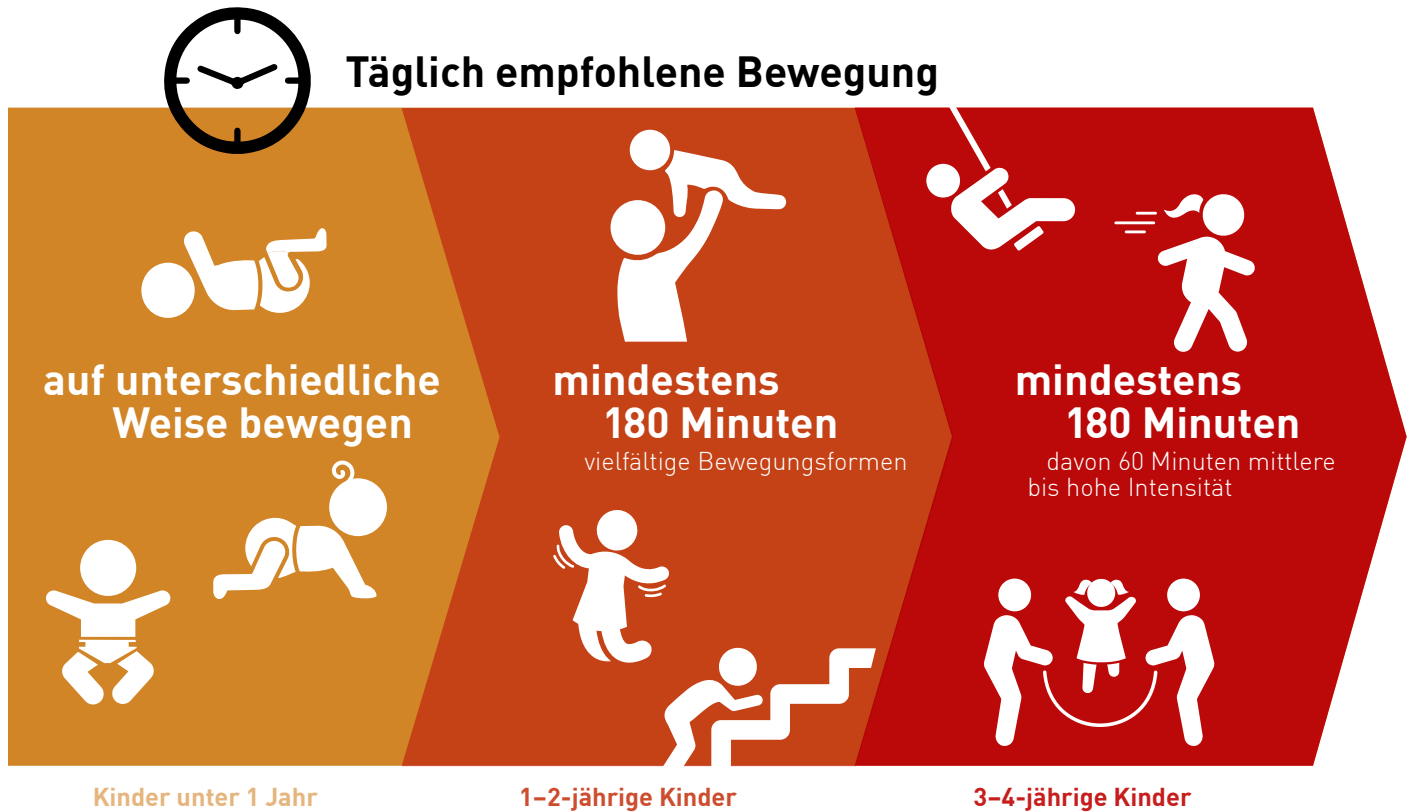 Täglich empfohlene Bewegung
auf unterschiedliche
Weise bewegen
mindestens
180 Minuten
vielfältige Bewegungsformen
mindestens
180 Minuten
davon 60 Minuten mittlere
bis hohe Intensität
Kinder unter 1 Jahr
1–2-jährige Kinder
3–4-jährige Kinder